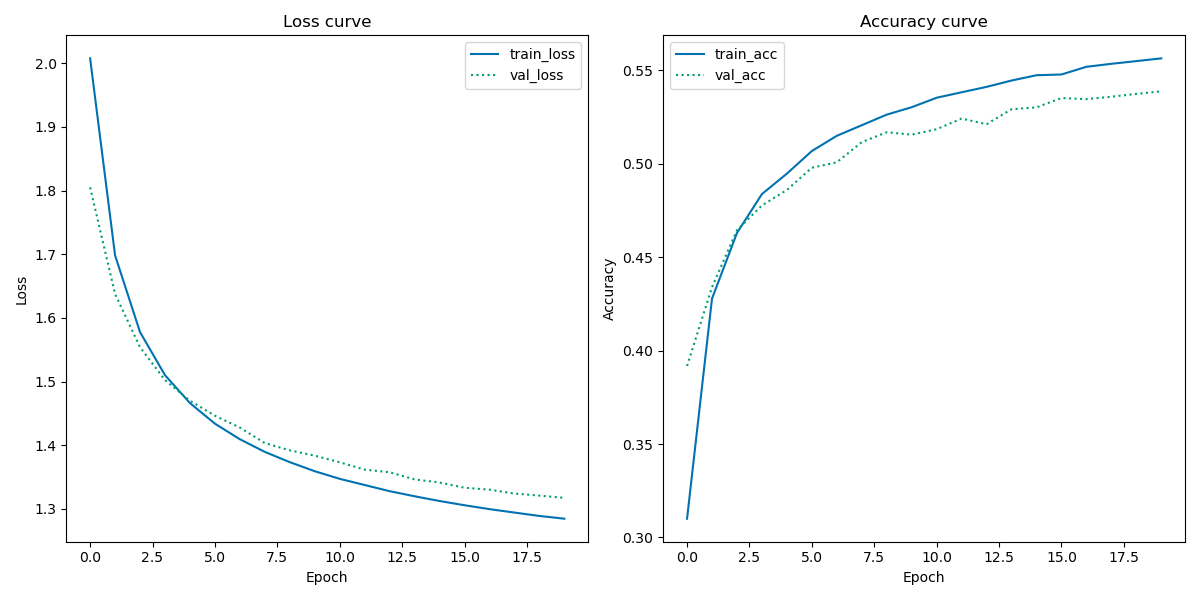 Loss curve
train_loss
val_loss
2.0
1.9
1.8
1.7
1.6
1.5
1.4
1.3
Loss
0.0 2.5 5.0 7.5 10.0 12.5 15.0 17.5
Epoch
Accuracy curve
train_acc
val_acc
0.55
0.50
0.45
0.40
0.35
0.30
Accuracy
0.0 2.5 5.0 7.5 10.0 12.5 15.0 17.5
Epoch